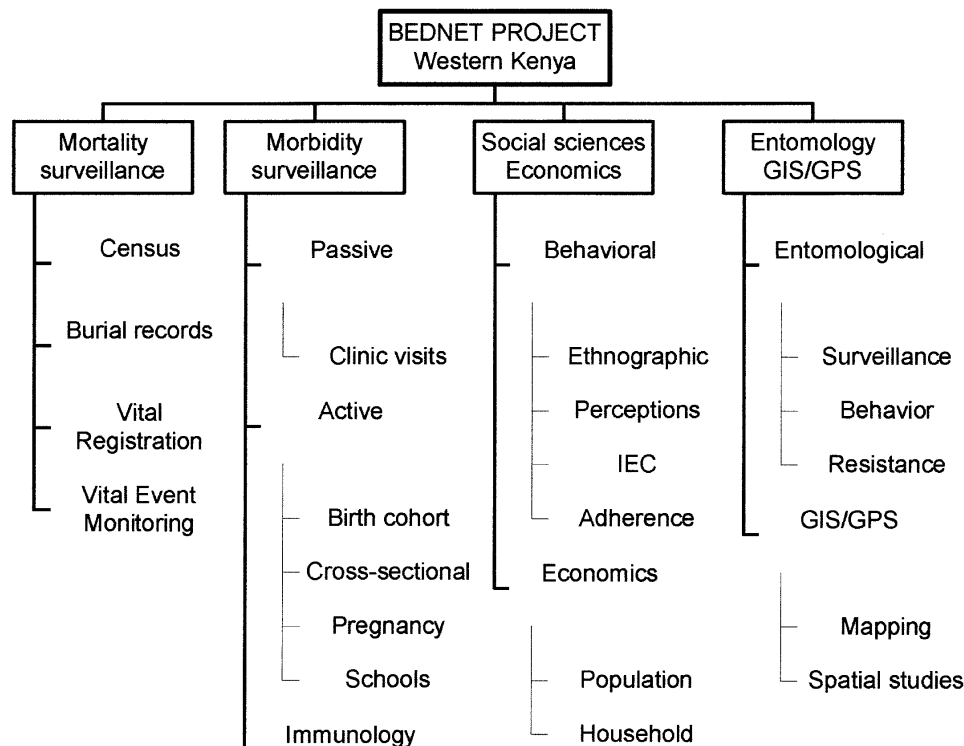 BEDNET PROJECT
Western Kenya
Mortality
surveillance
Census
Burial records
Vital
Registration
Vital Event
Monitoring
Morbidity
surveillance
Passive
Clinic visits
Active
Birth cohort
Cross-sectional
Pregnancy
Schools
Immunology
Social sciences
Economics
Behavioral
Ethnographic
Perceptions
IEC
Adherence
Economics
Population
Household
Entomology
GIS/GPS
Entomological
Surveillance
Behavior
Resistance
GIS/GPS
Mapping
Spatial studies